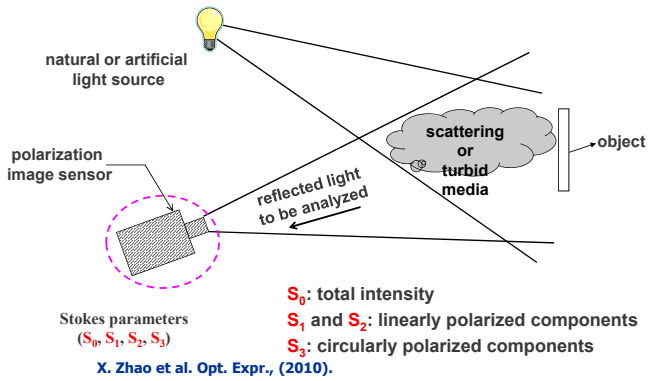 natural or artificial
light source
scattering
or
turbid
media
object
polarization
image sensor
reflected light
to be analyzed
Stokes parameters
(S₀, S₁, S₂, S₃)
S₀: total intensity
S₁ and S₂: linearly polarized components
S₃: circularly polarized components
X. Zhao et al. Opt. Expr., (2010).